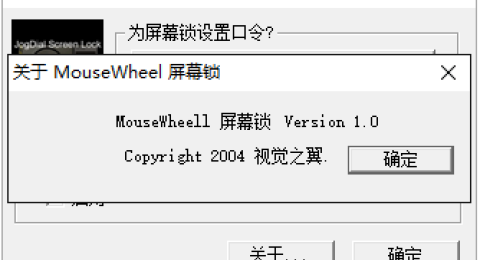 JogDial Screen Lock
为屏幕锁设置口令?
关于 MouseWheel 屏幕锁
MouseWheell 屏幕锁 Version 1.0
Copyright 2004 视觉之翼.
确定
关于...
确定